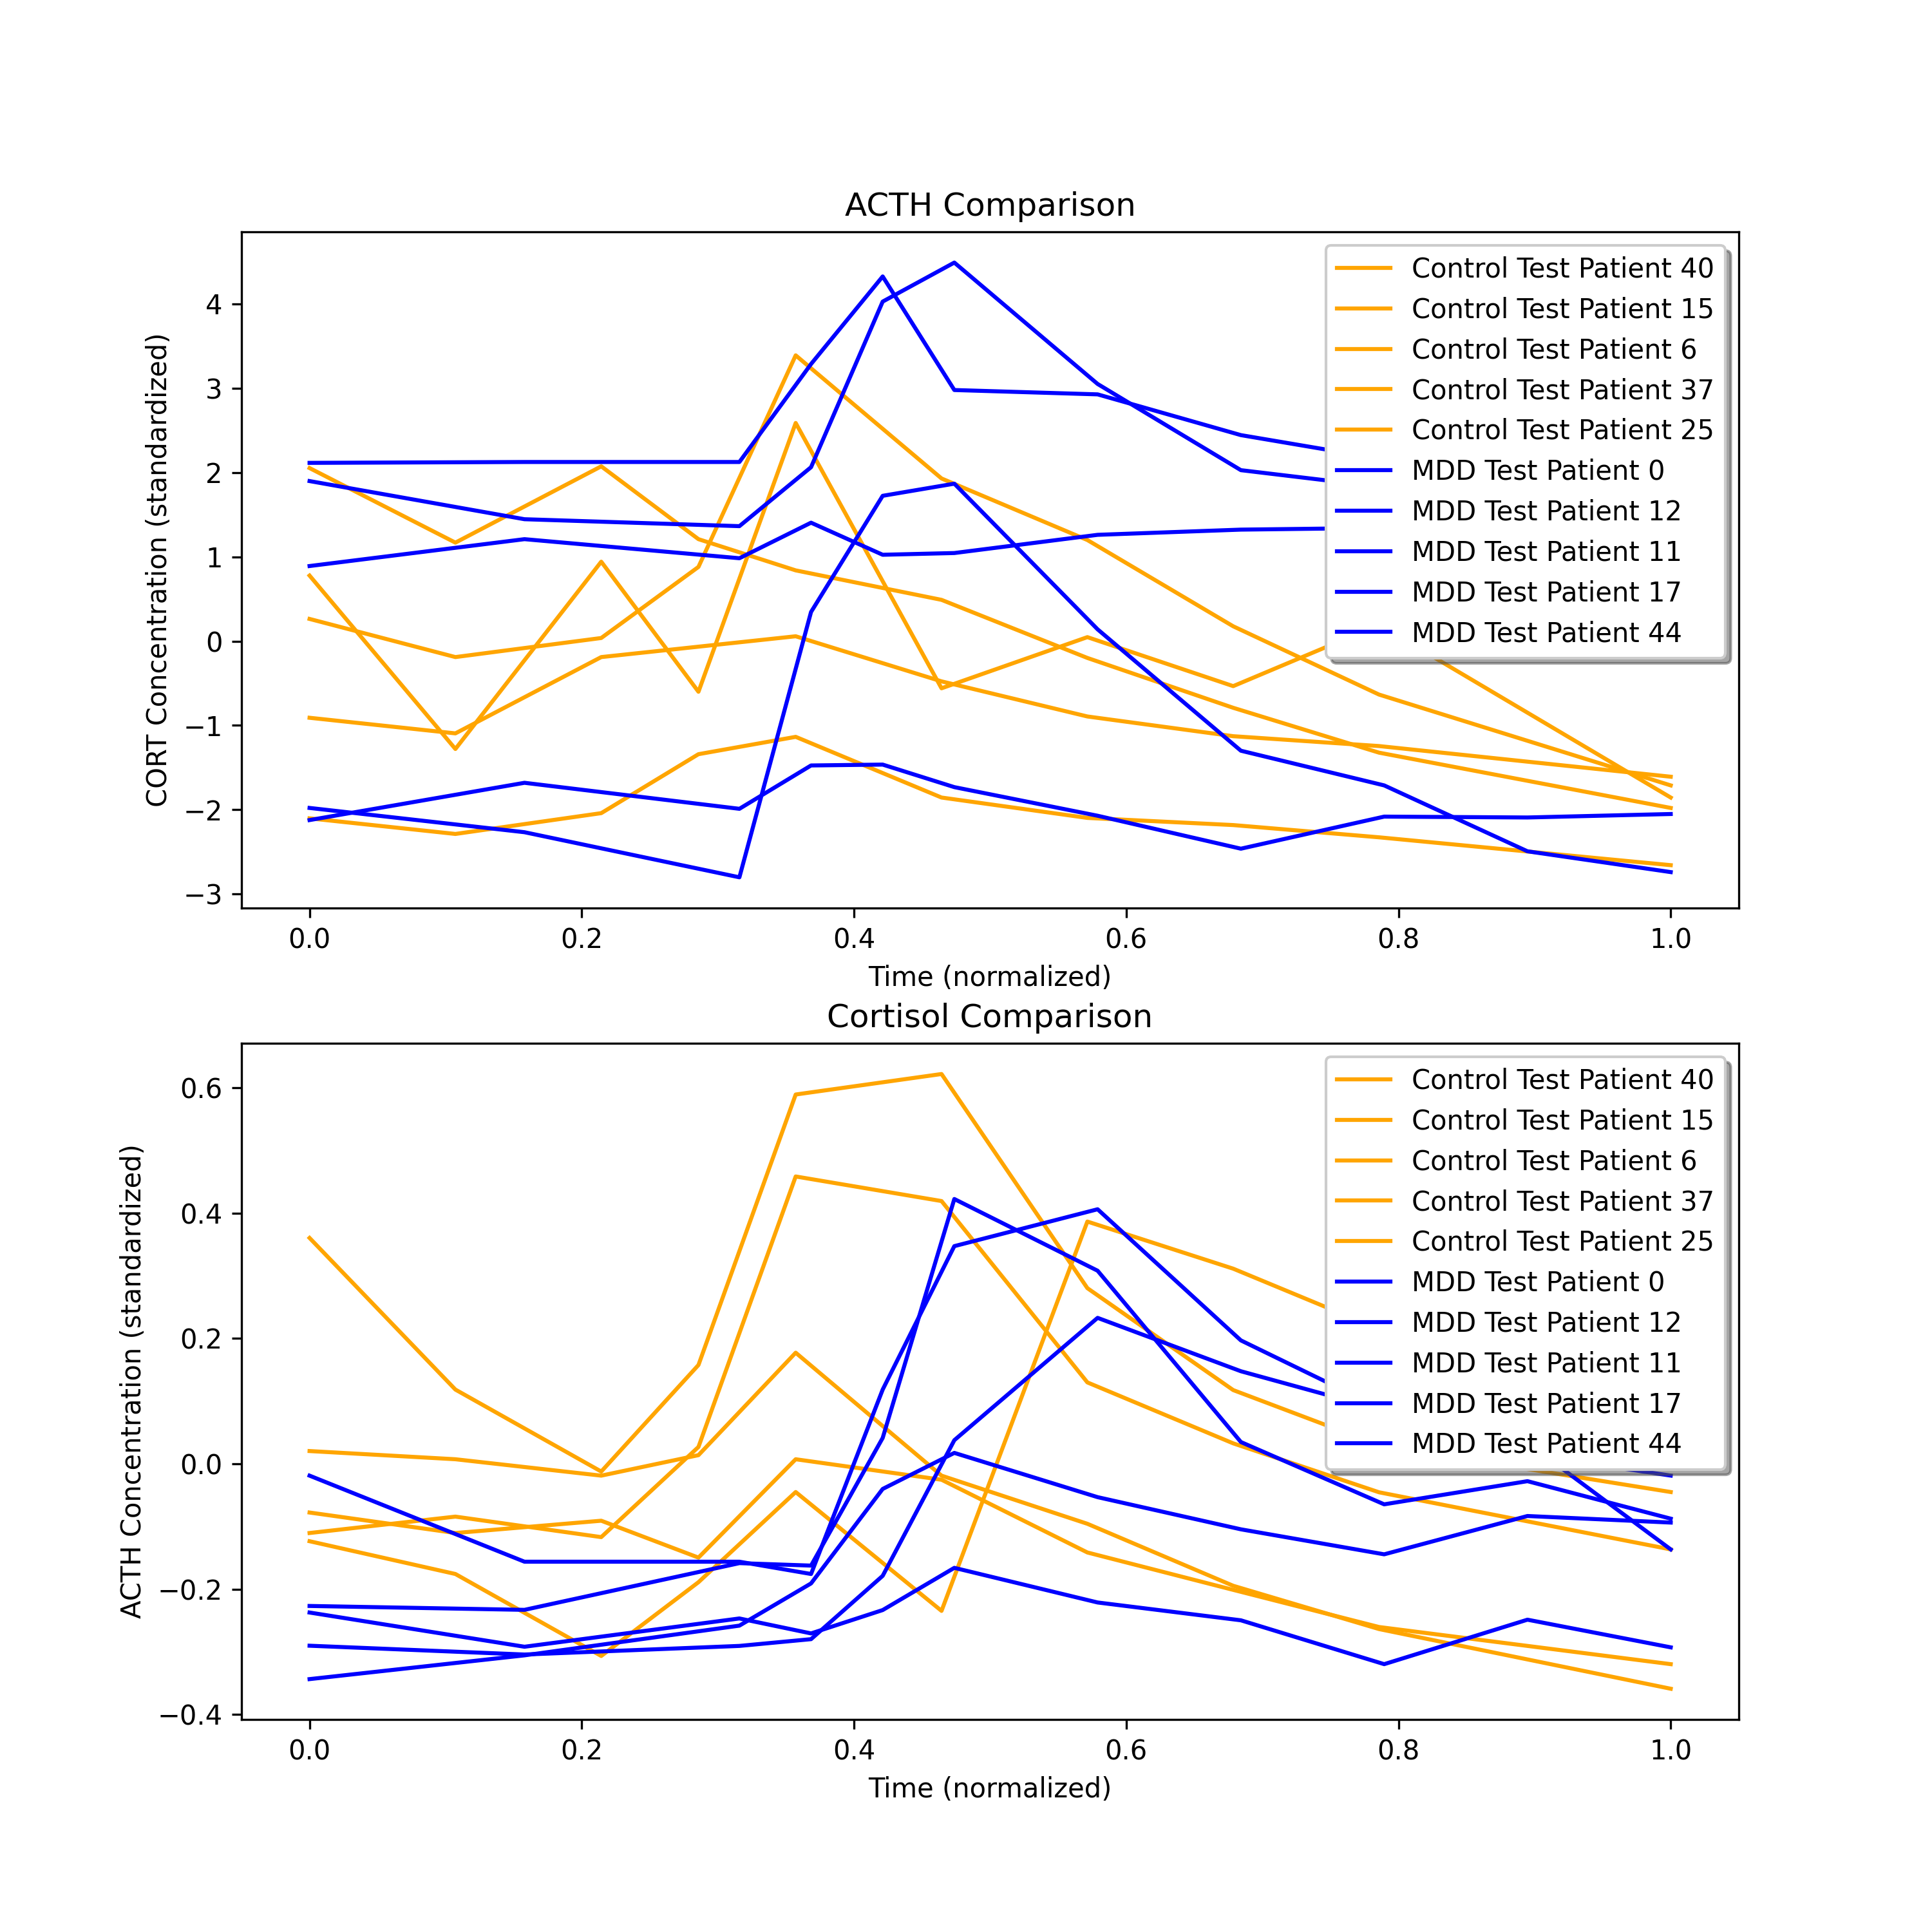 ACTH Comparison
CORT Concentration (standardized)
4
3
2
1
0
−1
−2
−3
Control Test Patient 40
Control Test Patient 15
Control Test Patient 6
Control Test Patient 37
Control Test Patient 25
MDD Test Patient 0
MDD Test Patient 12
MDD Test Patient 11
MDD Test Patient 17
MDD Test Patient 44
0.0 0.2 0.4 0.6 0.8 1.0
Time (normalized)
Cortisol Comparison
ACTH Concentration (standardized)
0.6
0.4
0.2
0.0
−0.2
−0.4
Control Test Patient 40
Control Test Patient 15
Control Test Patient 6
Control Test Patient 37
Control Test Patient 25
MDD Test Patient 0
MDD Test Patient 12
MDD Test Patient 11
MDD Test Patient 17
MDD Test Patient 44
0.0 0.2 0.4 0.6 0.8 1.0
Time (normalized)